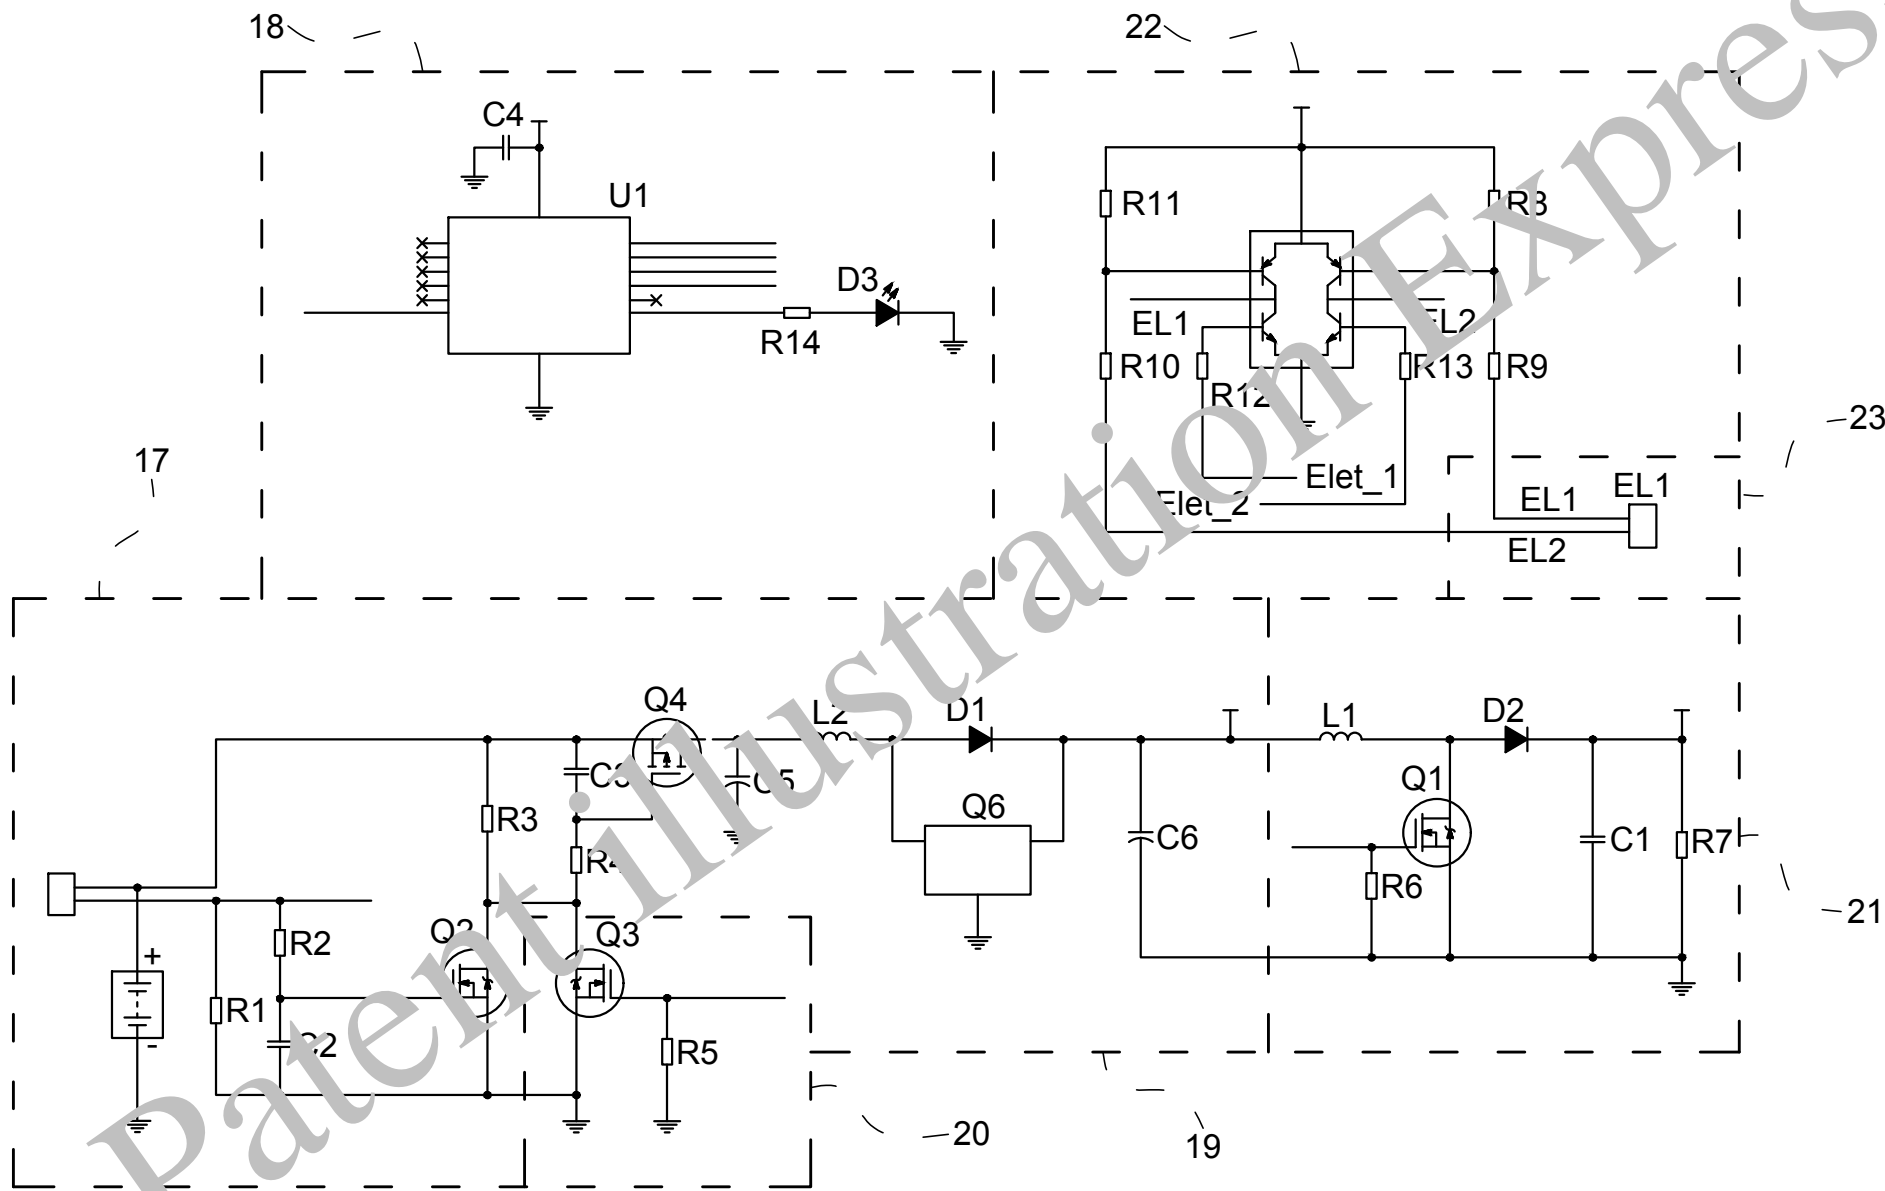 18
22
C4
U1
R11
R8
D3
EL1
EL2
R14
R10
R12
R13
R9
23
17
Elet_1
Elet_2
EL1
EL1
EL2
Q4
L2
D1
L1
D2
C3
C5
Q1
R3
Q6
C6
C1
R7
R4
R6
21
R2
Q2
Q3
+
R1
C2
-
R5
20
19
Patent illustration Expres